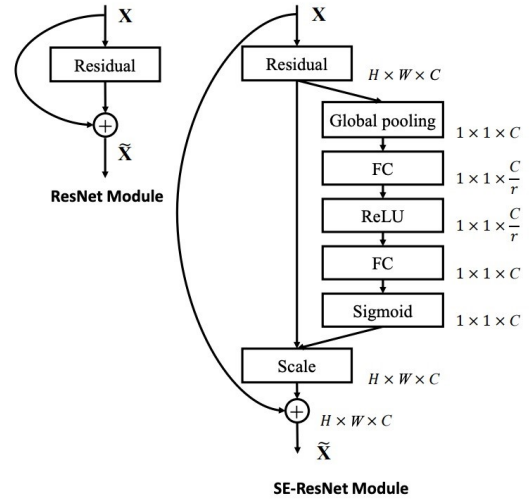 X
Residual
+
X̃
ResNet Module
X
Residual
H × W × C
Global pooling
1 × 1 × C
FC
1 × 1 × C/r
ReLU
1 × 1 × C/r
FC
1 × 1 × C
Sigmoid
1 × 1 × C
Scale
H × W × C
+
H × W × C
X̃
SE-ResNet Module